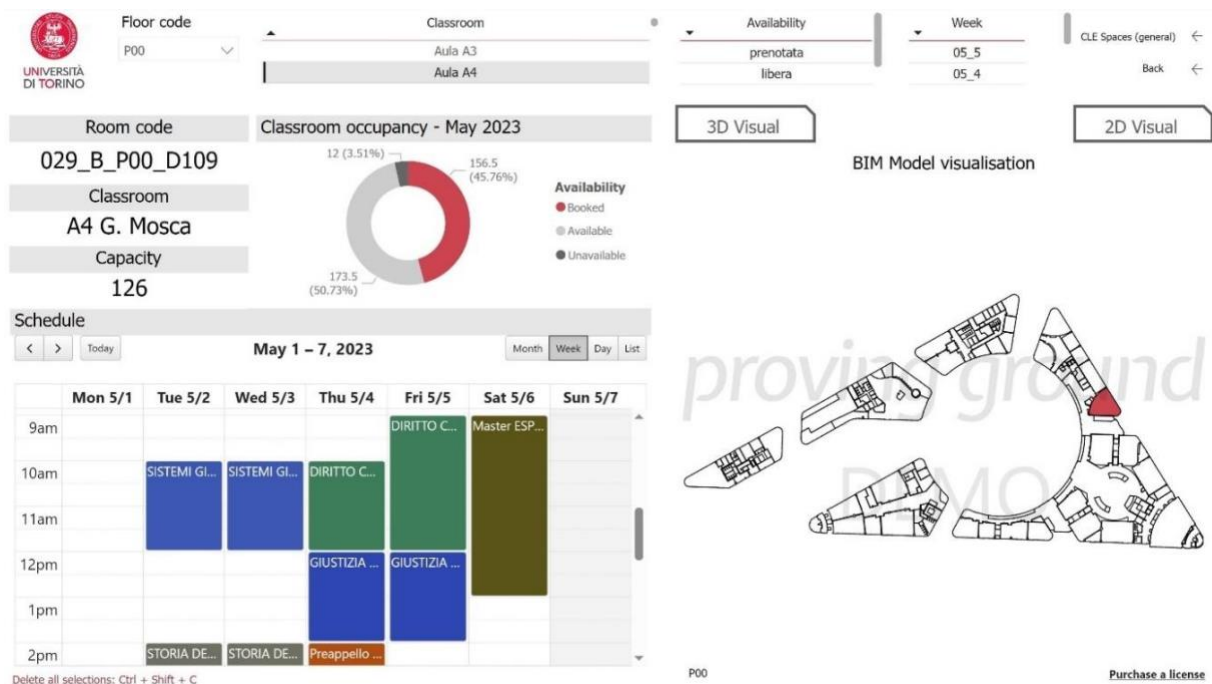 UNIVERSITÀ
DI TORINO
Floor code
P00
Classroom
Aula A3
Aula A4
Availability
prenotata
libera
Week
05_5
05_4
CLE Spaces (general)
Back
Room code
029_B_P00_D109
Classroom
A4 G. Mosca
Capacity
126
Classroom occupancy - May 2023
12 (3.51%)
156.5
(45.76%)
173.5
(50.73%)
Availability
Booked
Available
Unavailable
3D Visual
2D Visual
BIM Model visualisation
proving ground
DEMO
Schedule
Today
May 1 – 7, 2023
Month Week Day List
Mon 5/1 Tue 5/2 Wed 5/3 Thu 5/4 Fri 5/5 Sat 5/6 Sun 5/7
9am
DIRITTO C... Master ESP...
10am
SISTEMI GI... SISTEMI GI... DIRITTO C...
11am
12pm
GIUSTIZIA ... GIUSTIZIA ...
1pm
2pm
STORIA DE... STORIA DE... Preappello ...
Delete all selections: Ctrl + Shift + C
P00
Purchase a license